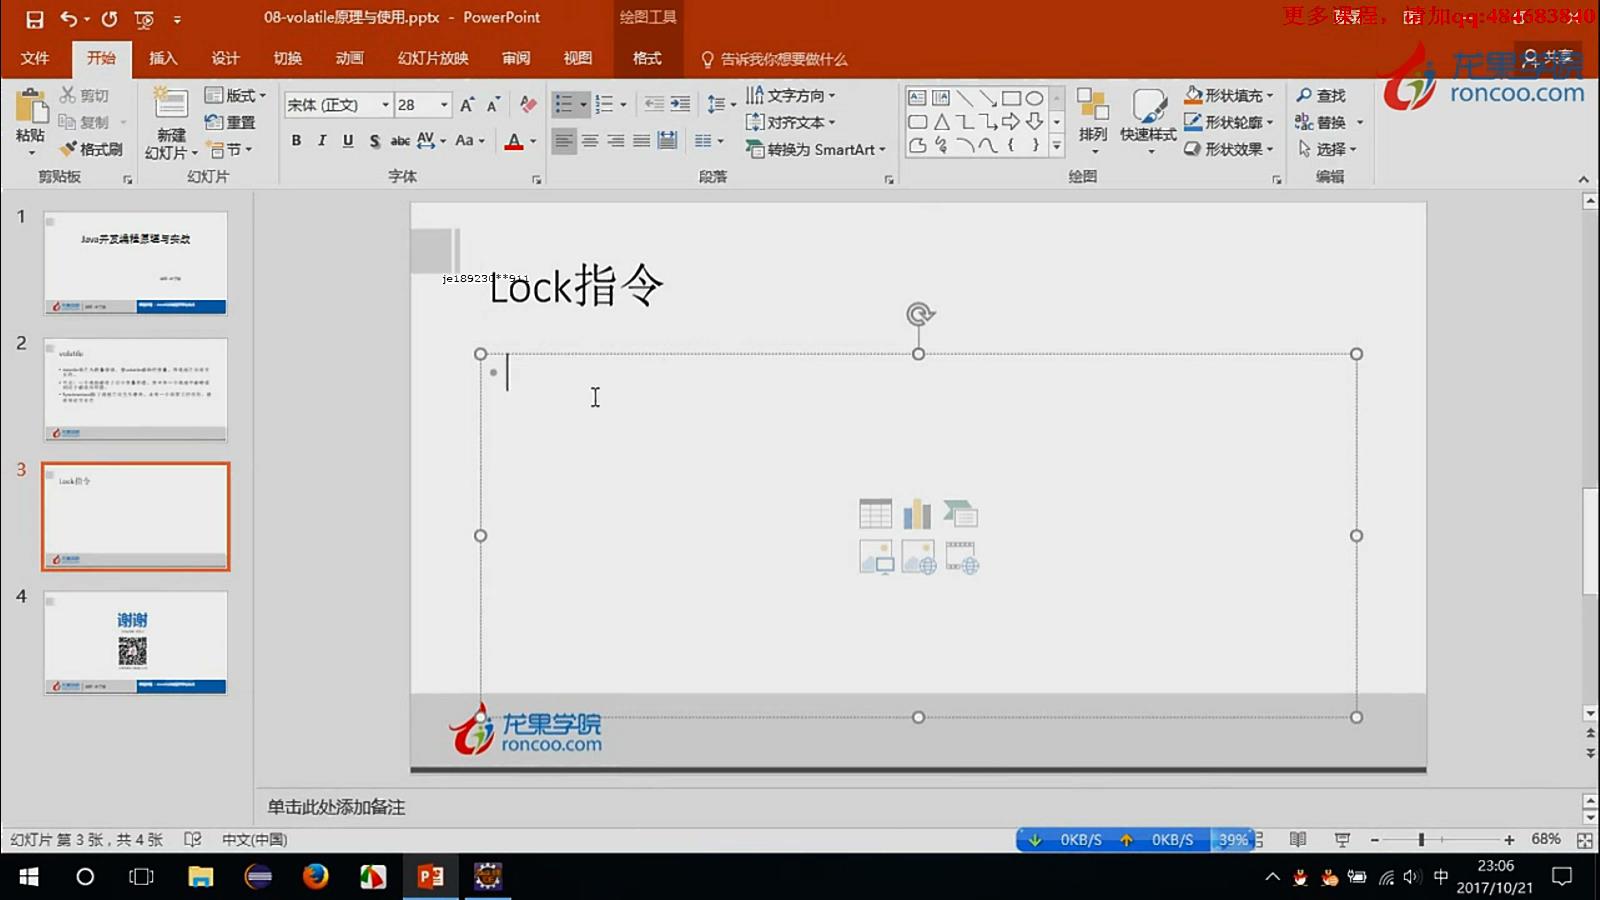 08-volatile原理与使用.pptx - PowerPoint
绘图工具
更多课程，请加qq:484683840
文件
开始
插入
设计
切换
动画
幻灯片放映
审阅
视图
格式
告诉我你想要做什么
共享
龙果学院
roncoo.com
粘贴
剪切
复制
格式刷
剪贴板
新建
幻灯片
版式
重置
节
幻灯片
宋体 (正文)
28
字体
段落
文字方向
对齐文本
转换为 SmartArt
排列
快速样式
形状填充
形状轮廓
形状效果
绘图
查找
替换
选择
编辑
1
Java并发编程原理与实战
2
volatile
3
Lock指令
4
谢谢
je189230**911
Lock指令
龙果学院
roncoo.com
单击此处添加备注
幻灯片 第 3 张，共 4 张
中文(中国)
0KB/S
0KB/S
39%
68%
中
23:06
2017/10/21